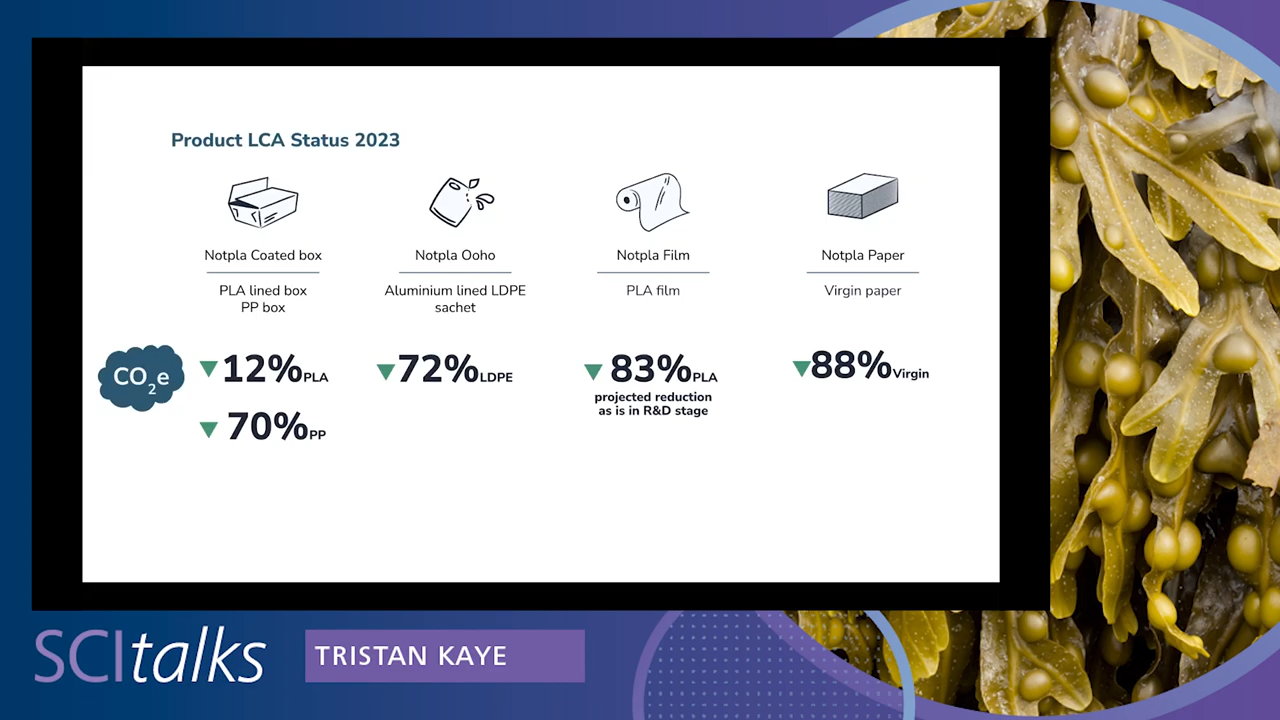 Product LCA Status 2023
Notpla Coated box
PLA lined box
PP box
Notpla Ooho
Aluminium lined LDPE
sachet
Notpla Film
PLA film
Notpla Paper
Virgin paper
CO2e
12%PLA
70%PP
72%LDPE
83%PLA
projected reduction
as is in R&D stage
88%Virgin
SCItalks
TRISTAN KAYE